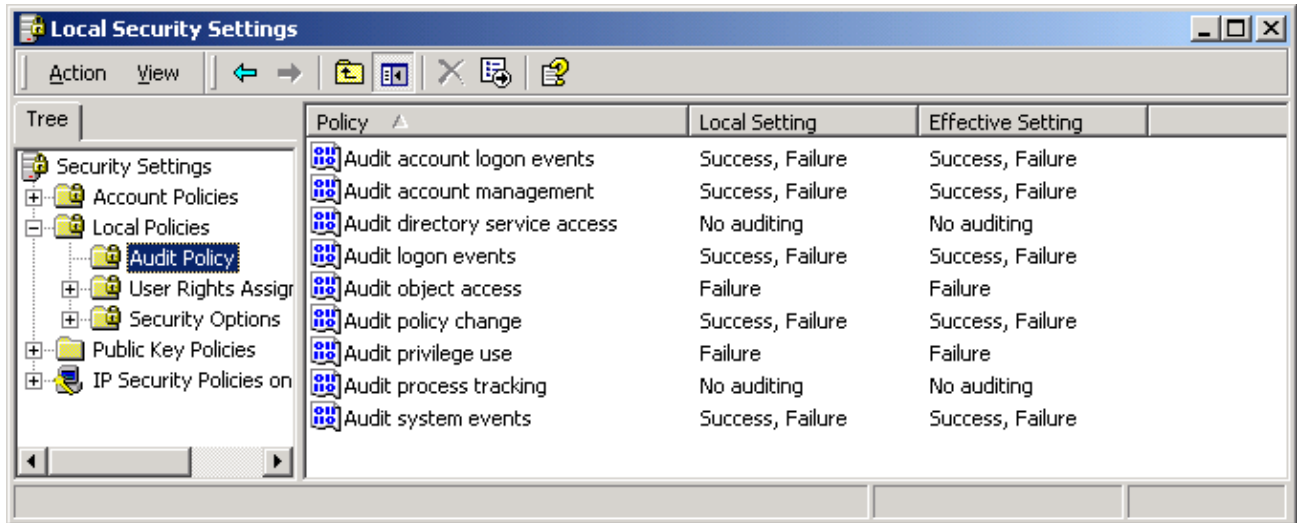 Local Security Settings
Action View
Tree
Security Settings
Account Policies
Local Policies
Audit Policy
User Rights Assigr
Security Options
Public Key Policies
IP Security Policies on
Policy Local Setting Effective Setting
Audit account logon events Success, Failure Success, Failure
Audit account management Success, Failure Success, Failure
Audit directory service access No auditing No auditing
Audit logon events Success, Failure Success, Failure
Audit object access Failure Failure
Audit policy change Success, Failure Success, Failure
Audit privilege use Failure Failure
Audit process tracking No auditing No auditing
Audit system events Success, Failure Success, Failure